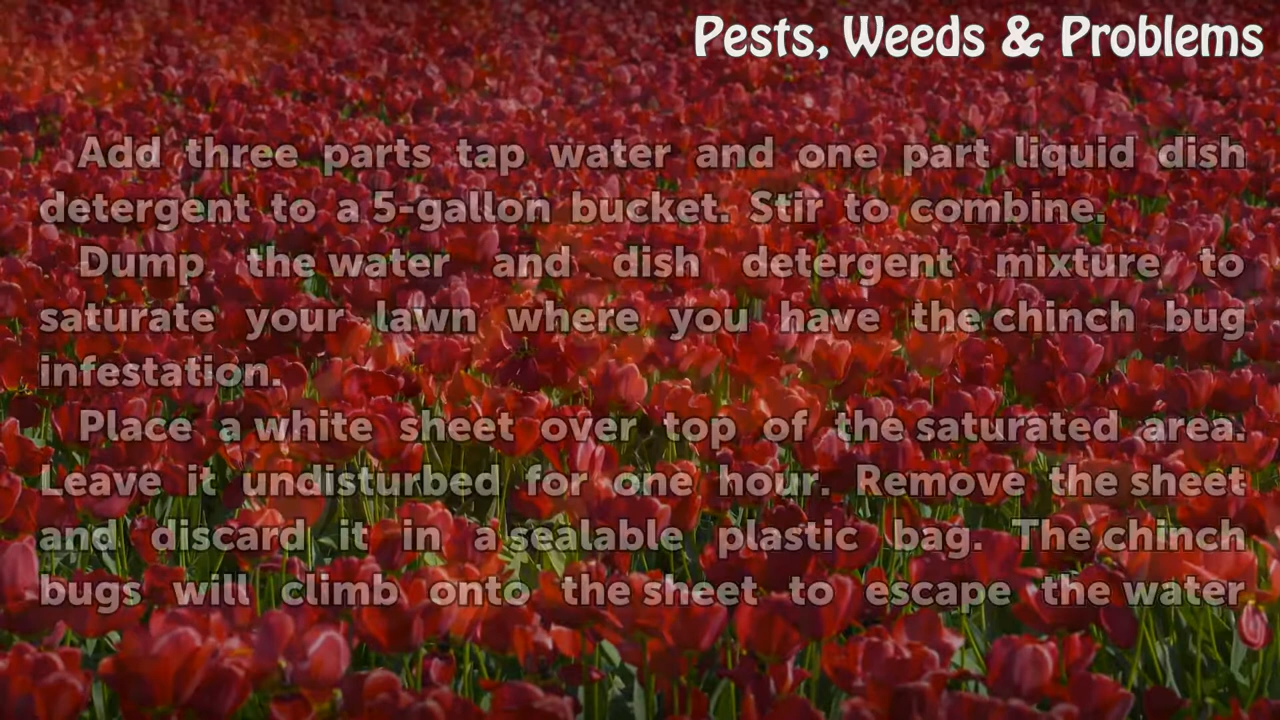 Pests, Weeds & Problems
Add three parts tap water and one part liquid dish
detergent to a 5-gallon bucket. Stir to combine.
Dump the water and dish detergent mixture to
saturate your lawn where you have the chinch bug
infestation.
Place a white sheet over top of the saturated area.
Leave it undisturbed for one hour. Remove the sheet
and discard it in a sealable plastic bag. The chinch
bugs will climb onto the sheet to escape the water